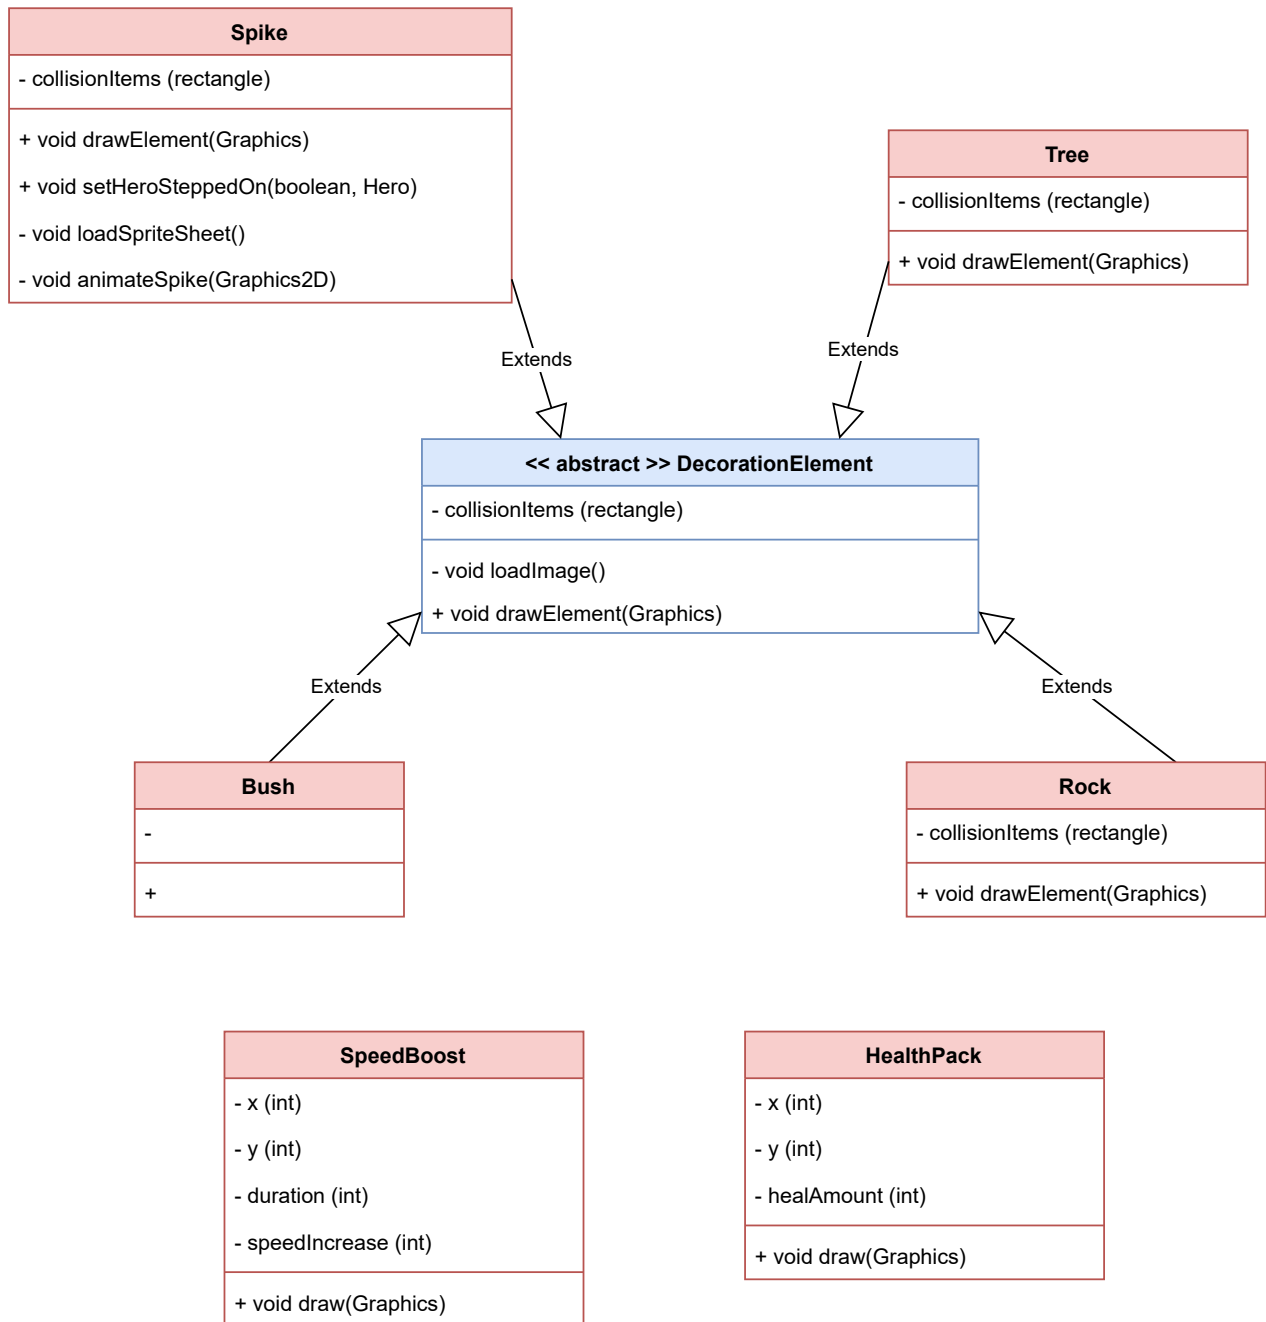 Spike
- collisionItems (rectangle)
+ void drawElement(Graphics)
+ void setHeroSteppedOn(boolean, Hero)
- void loadSpriteSheet()
- void animateSpike(Graphics2D)
Tree
- collisionItems (rectangle)
+ void drawElement(Graphics)
Extends
Extends
<< abstract >> DecorationElement
- collisionItems (rectangle)
- void loadImage()
+ void drawElement(Graphics)
Extends
Extends
Bush
-
+
Rock
- collisionItems (rectangle)
+ void drawElement(Graphics)
SpeedBoost
- x (int)
- y (int)
- duration (int)
- speedIncrease (int)
+ void draw(Graphics)
HealthPack
- x (int)
- y (int)
- healAmount (int)
+ void draw(Graphics)